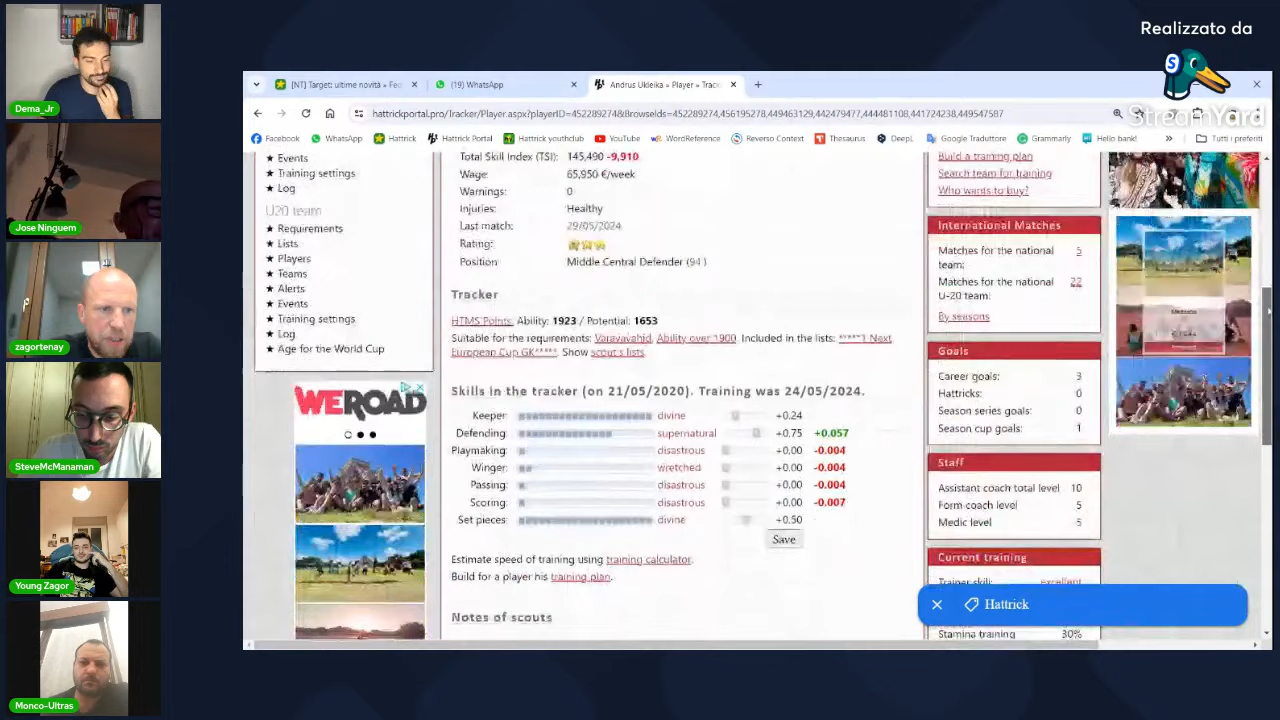 Realizzato da
StreamYard
Dema_Jr
Jose Ninguem
zagortenay
SteveMcManaman
Young Zagor
Monco-Ultras
[NT] Target: ultime novità » Fed
(19) WhatsApp
Andrus Ukleika » Player » Track
hattrickportal.pro/Tracker/Player.aspx?playerID=452289274&BrowseIds=452289274,456195278,449463129,442479477,444481108,441724238,449547587
Facebook WhatsApp Hattrick Hattrick Portal Hattrick youthclub YouTube WordReference Reverso Context Thesaurus DeepL Google Traduttore Grammarly Hello bank! » Tutti i preferiti
★ Events
★ Training settings
★ Log
U20 team
★ Requirements
★ Lists
★ Players
★ Teams
★ Alerts
★ Events
★ Training settings
★ Log
★ Age for the World Cup
WEROAD
Total Skill Index (TSI): 145,490 -9,910
Wage: 65,950 €/week
Warnings: 0
Injuries: Healthy
Last match: 29/05/2024
Rating:
Position: Middle Central Defender (94')
Tracker
HTMS Points. Ability: 1923 / Potential: 1653
Suitable for the requirements: Varavavahid, Ability over 1900. Included in the lists: *****1 Next
European Cup GK****. Show scout's lists.
Skills in the tracker (on 21/05/2020). Training was 24/05/2024.
Keeper: divine +0.24
Defending: supernatural +0.75 +0.057
Playmaking: disastrous +0.00 -0.004
Winger: wretched +0.00 -0.004
Passing: disastrous +0.00 -0.004
Scoring: disastrous +0.00 -0.007
Set pieces: divine +0.50
Save
Estimate speed of training using training calculator.
Build for a player his training plan.
Notes of scouts
Build a training plan
Search team for training
Who wants to buy?
International Matches
Matches for the national team: 5
Matches for the national U-20 team: 22
By seasons
Goals
Career goals: 3
Hattricks: 0
Season series goals: 0
Season cup goals: 1
Staff
Assistant coach total level 10
Form coach level 5
Medic level 5
Current training
Trainer skill: excellent
Hattrick
Stamina training 30%